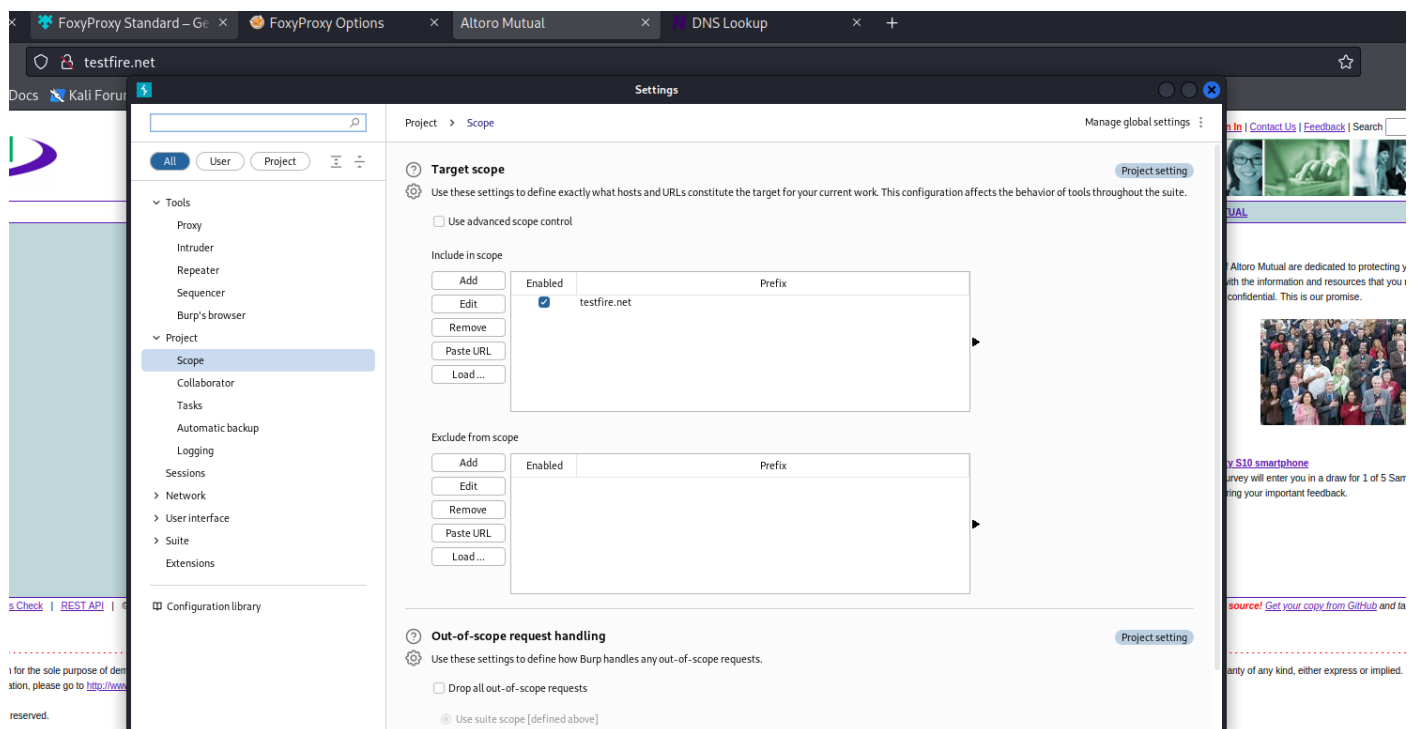 FoxyProxy Standard – Ge
FoxyProxy Options
Altoro Mutual
DNS Lookup
testfire.net
Docs
Kali Forum
Settings
Project > Scope
Manage global settings
All
User
Project
Tools
Proxy
Intruder
Repeater
Sequencer
Burp's browser
Project
Scope
Collaborator
Tasks
Automatic backup
Logging
Sessions
Network
User interface
Suite
Extensions
Configuration library
Target scope
Project setting
Use these settings to define exactly what hosts and URLs constitute the target for your current work. This configuration affects the behavior of tools throughout the suite.
Use advanced scope control
Include in scope
Add
Edit
Remove
Paste URL
Load ...
Enabled
Prefix
testfire.net
Exclude from scope
Add
Edit
Remove
Paste URL
Load ...
Enabled
Prefix
Out-of-scope request handling
Project setting
Use these settings to define how Burp handles any out-of-scope requests.
Drop all out-of-scope requests
Use suite scope [defined above]
In | Contact Us | Feedback | Search
TUAL
! Altoro Mutual are dedicated to protecting y
with the information and resources that you
confidential. This is our promise.
y S10 smartphone
urvey will enter you in a draw for 1 of 5 Sam
ring your important feedback.
s Check | REST API | ©
source! Get your copy from GitHub and ta
for the sole purpose of dem
ation, please go to http://www
reserved.
anty of any kind, either express or implied.